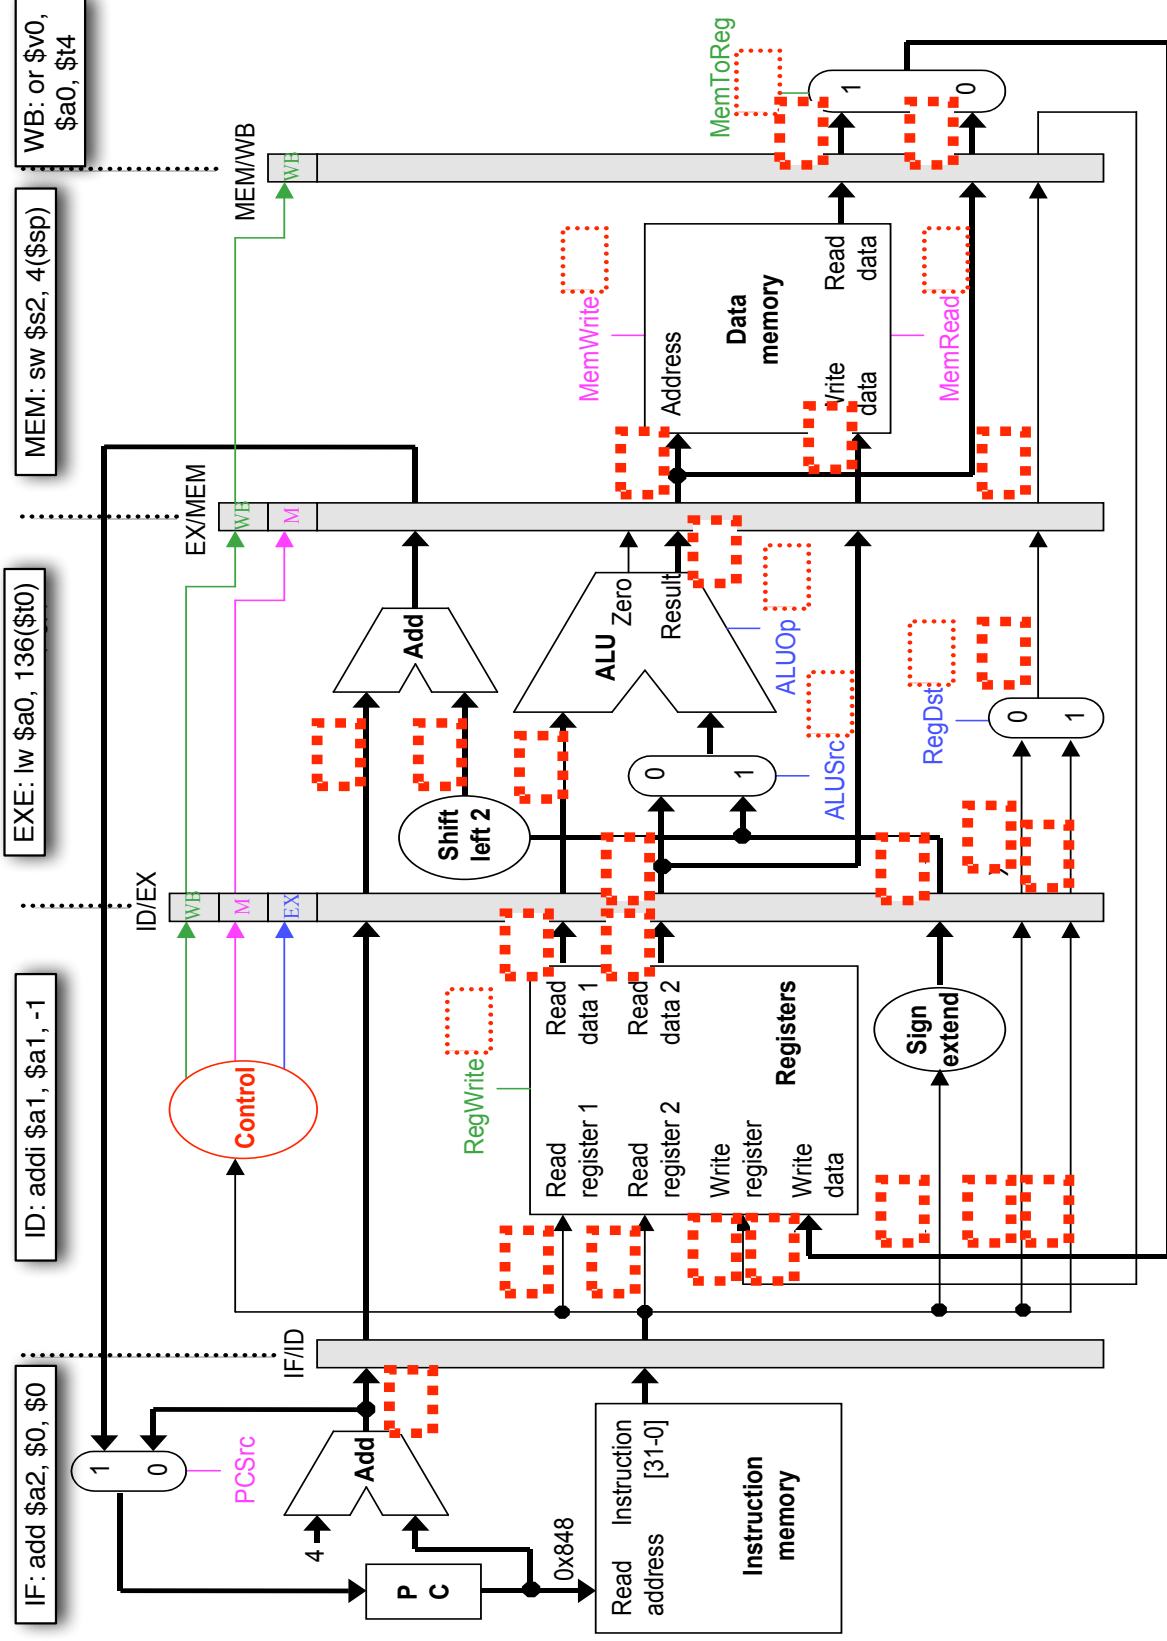 IF: add $a2, $0, $0
ID: addi $a1, $a1, -1
EXE: lw $a0, 136($t0)
MEM: sw $s2, 4($sp)
WB: or $v0,
$a0, $t4
IF/ID
ID/EX
EX/MEM
MEM/WB
WB
M
EX
WB
M
WB
1
0
PCSrc
4
Add
P
C
0x848
Read
address
Instruction
[31-0]
Instruction
memory
Control
RegWrite
Read
register 1
Read
data 1
Read
register 2
Read
data 2
Write
register
Write
data
Registers
Sign
extend
Shift
left 2
Add
ALU
Zero
Result
ALUOp
0
1
ALUSrc
RegDst
0
1
MemWrite
Address
Data
memory
Write
data
Read
data
MemRead
MemToReg
1
0